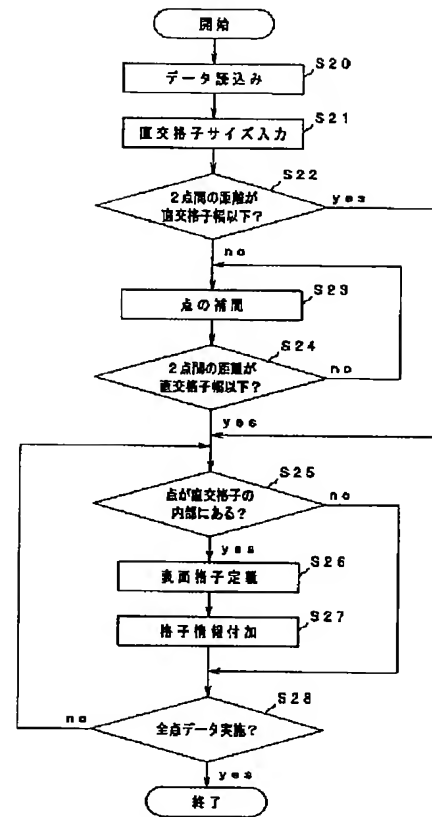 開始
データ読込み
S20
直交格子サイズ入力
S21
S22
2点間の距離が
直交格子幅以下?
yes
no
点の補間
S23
S24
2点間の距離が
直交格子幅以下?
no
yes
S25
点が直交格子の
内部にある?
no
yes
表面格子定義
S26
格子情報付加
S27
S28
全点データ実施?
no
yes
終了